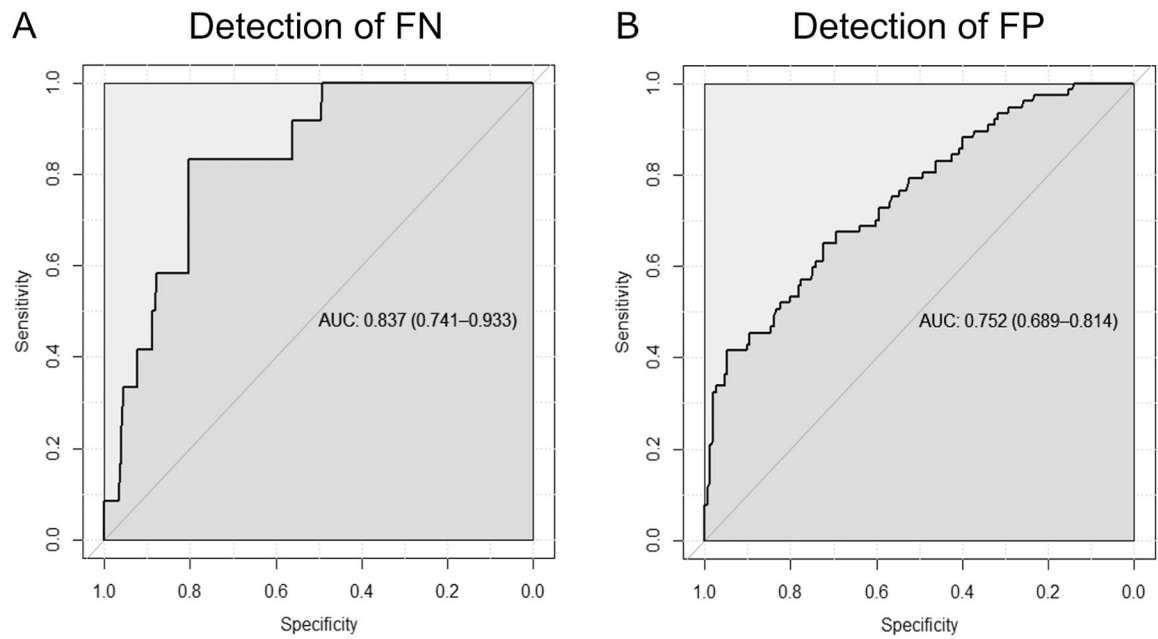 A
Detection of FN
Sensitivity
1.0
0.8
0.6
0.4
0.2
0.0
AUC: 0.837 (0.741–0.933)
1.0 0.8 0.6 0.4 0.2 0.0
Specificity
B
Detection of FP
Sensitivity
1.0
0.8
0.6
0.4
0.2
0.0
AUC: 0.752 (0.689–0.814)
1.0 0.8 0.6 0.4 0.2 0.0
Specificity